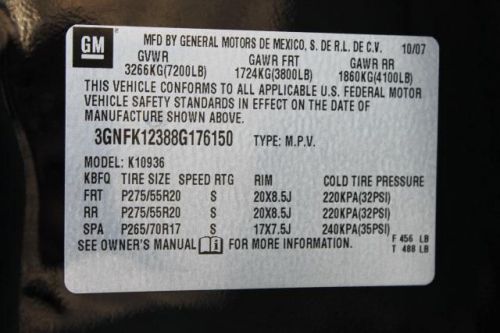 GM
MFD BY GENERAL MOTORS DE MEXICO, S. DE R.L. DE C.V. 10/07
GVWR GAWR FRT GAWR RR
3266KG(7200LB) 1724KG(3800LB) 1860KG(4100LB)
THIS VEHICLE CONFORMS TO ALL APPLICABLE U.S. FEDERAL MOTOR
VEHICLE SAFETY STANDARDS IN EFFECT ON THE DATE OF
MANUFACTURE SHOWN ABOVE.
3GNFK12388G176150 TYPE: M.P.V.
MODEL: K10936
KBFQ TIRE SIZE SPEED RTG RIM COLD TIRE PRESSURE
FRT P275/55R20 S 20X8.5J 220KPA(32PSI)
RR P275/55R20 S 20X8.5J 220KPA(32PSI)
SPA P265/70R17 S 17X7.5J 240KPA(35PSI)
SEE OWNER'S MANUAL FOR MORE INFORMATION. F 456 LB
T 488 LB